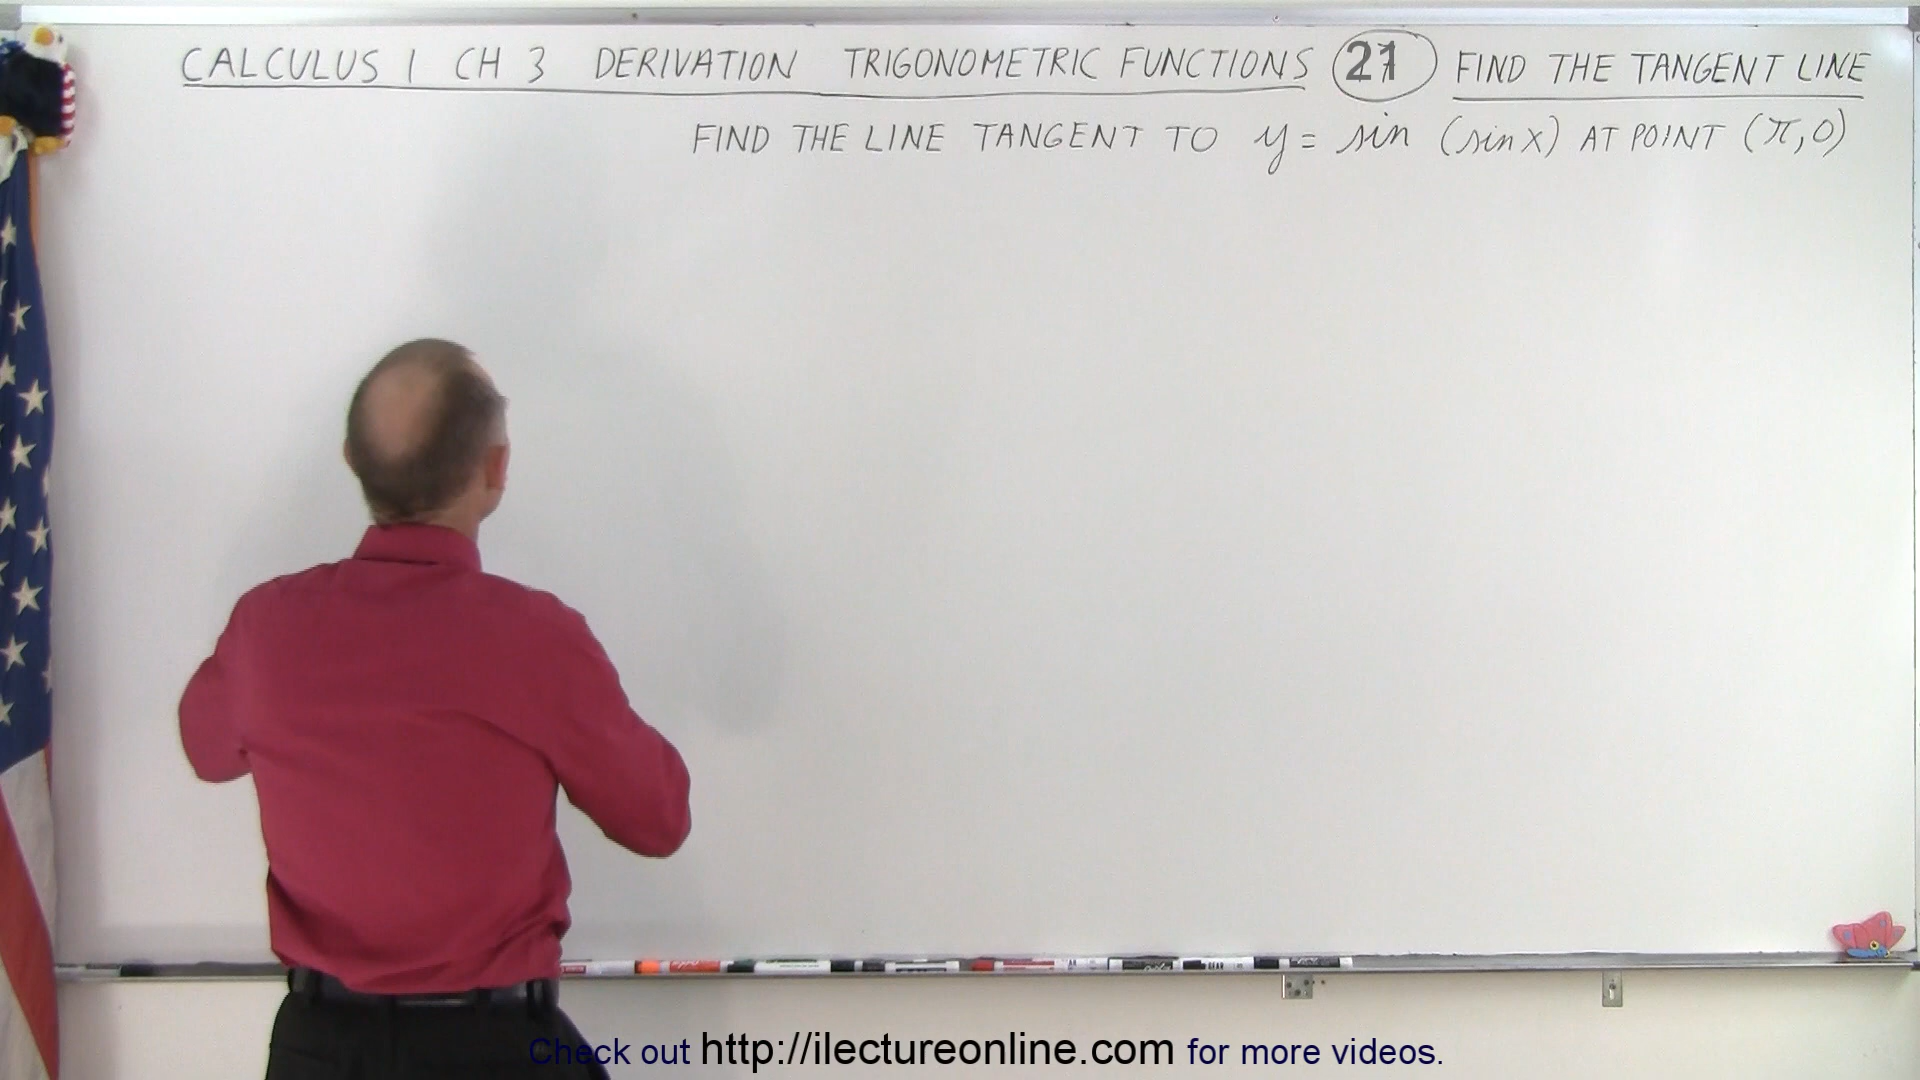 CALCULUS 1 CH 3 DERIVATION TRIGONOMETRIC FUNCTIONS 21 FIND THE TANGENT LINE
FIND THE LINE TANGENT TO y = sin (sin x) AT POINT (π, 0)
Check out http://ilectureonline.com for more videos.